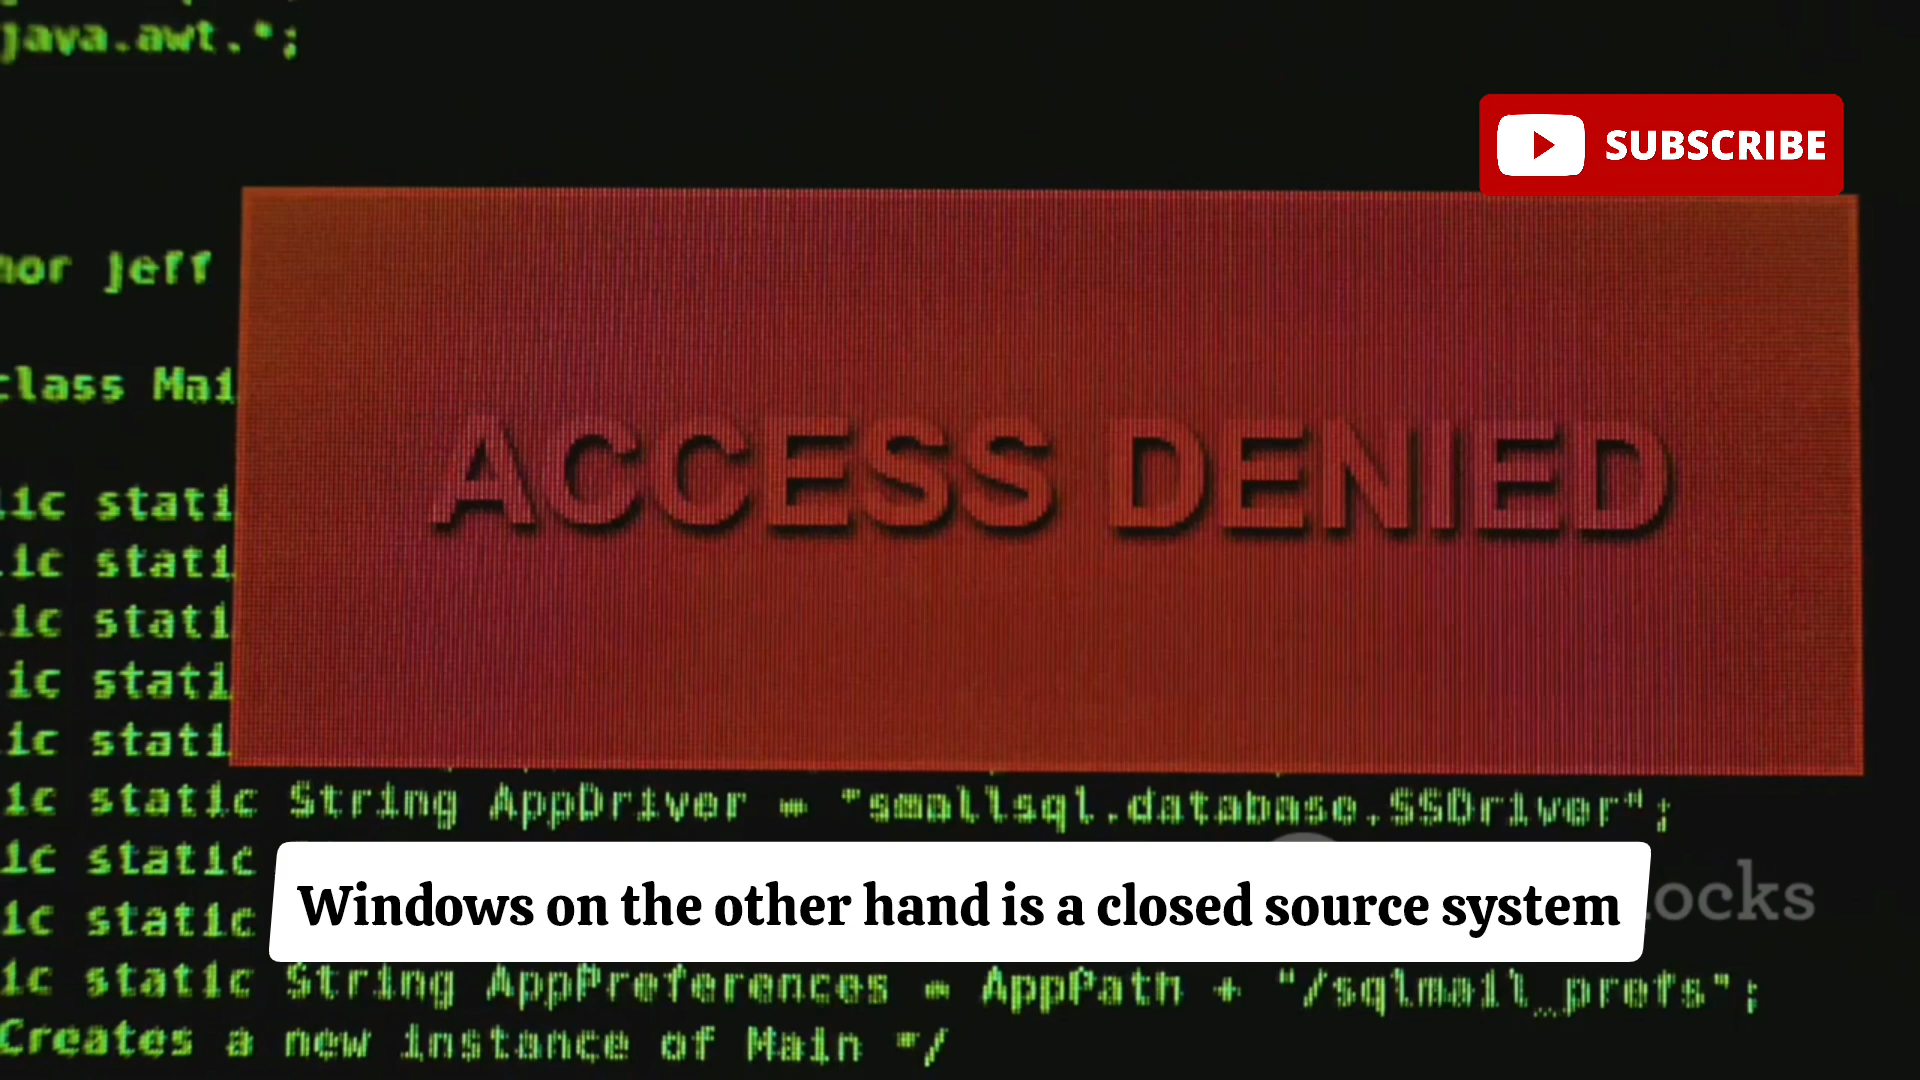 java.awt.*;
SUBSCRIBE
jeff
class Mai
ACCESS DENIED
ic stati
ic stati
ic stati
ic stati
ic stati
ic static String AppDriver = "smallsql.database.SSDriver";
ic static
Windows on the other hand is a closed source system
ocks
ic static
ic static String AppPreferences = AppPath + "/sqlmail_prefs";
Creates a new instance of Main */